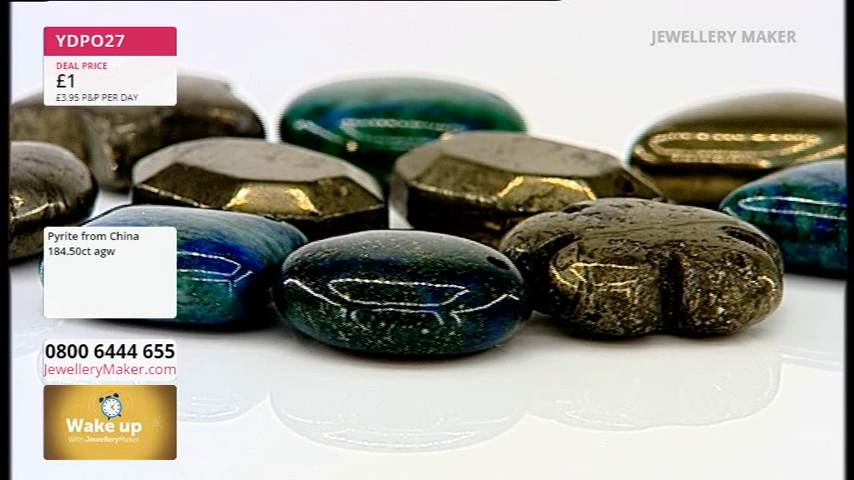 YDPO27
JEWELLERY MAKER
DEAL PRICE
£1
£3.95 P&P PER DAY
Pyrite from China
184.50ct agw
0800 6444 655
JewelleryMaker.com
Wake up
With JewelleryMaker